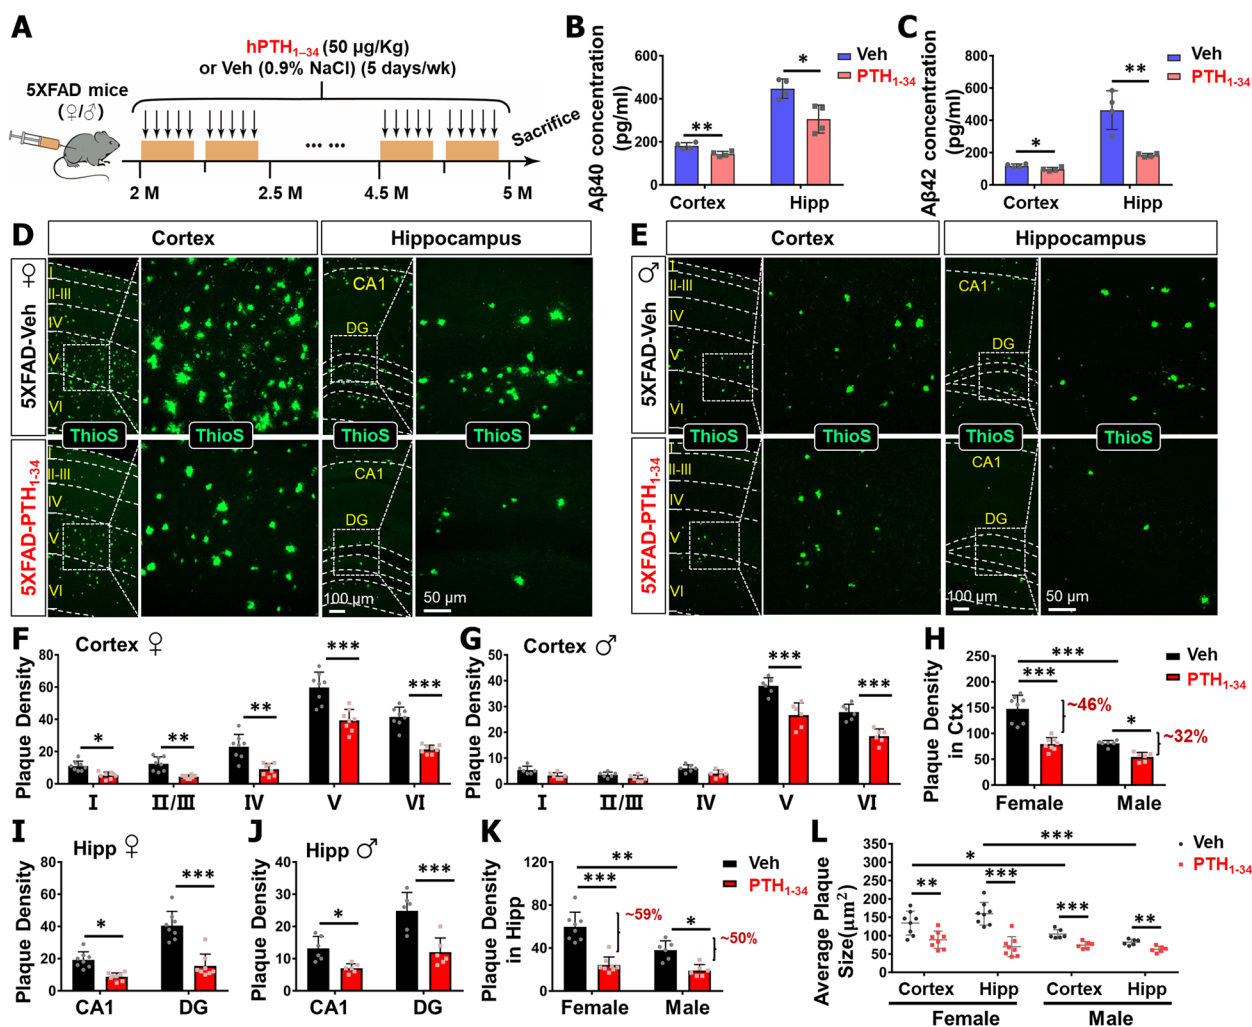 A
hPTH1–34 (50 μg/Kg)
or Veh (0.9% NaCl) (5 days/wk)
5XFAD mice
(♀/♂)
... ...
Sacrifice
2 M
2.5 M
4.5 M
5 M
B
Aβ40 concentration
(pg/ml)
600
400
200
0
Veh
PTH1-34
**
*
Cortex
Hipp
C
Aβ42 concentration
(pg/ml)
800
600
400
200
0
Veh
PTH1-34
*
**
Cortex
Hipp
D
Cortex
Hippocampus
♀
5XFAD-Veh
I
II-III
IV
V
VI
CA1
DG
ThioS
ThioS
ThioS
ThioS
5XFAD-PTH1-34
I
II-III
IV
V
VI
CA1
DG
100 μm
50 μm
E
Cortex
Hippocampus
♂
5XFAD-Veh
I
II-III
IV
V
VI
CA1
DG
ThioS
ThioS
ThioS
ThioS
5XFAD-PTH1-34
I
II-III
IV
V
VI
CA1
DG
100 μm
50 μm
F
Cortex ♀
Plaque Density
80
60
40
20
0
*
**
**
***
***
I
II/III
IV
V
VI
G
Cortex ♂
Plaque Density
50
40
30
20
10
0
***
***
I
II/III
IV
V
VI
H
Plaque Density
in Ctx
250
200
150
100
50
0
***
***
*
~46%
~32%
Veh
PTH1-34
Female
Male
I
Hipp ♀
Plaque Density
80
60
40
20
0
*
***
CA1
DG
J
Hipp ♂
Plaque Density
40
30
20
10
0
*
***
CA1
DG
K
Plaque Density
in Hipp
120
80
40
0
**
***
*
~59%
~50%
Veh
PTH1-34
Female
Male
L
Average Plaque
Size(μm2)
350
300
250
200
150
100
50
0
***
*
**
***
***
**
Veh
PTH1-34
Cortex
Hipp
Cortex
Hipp
Female
Male